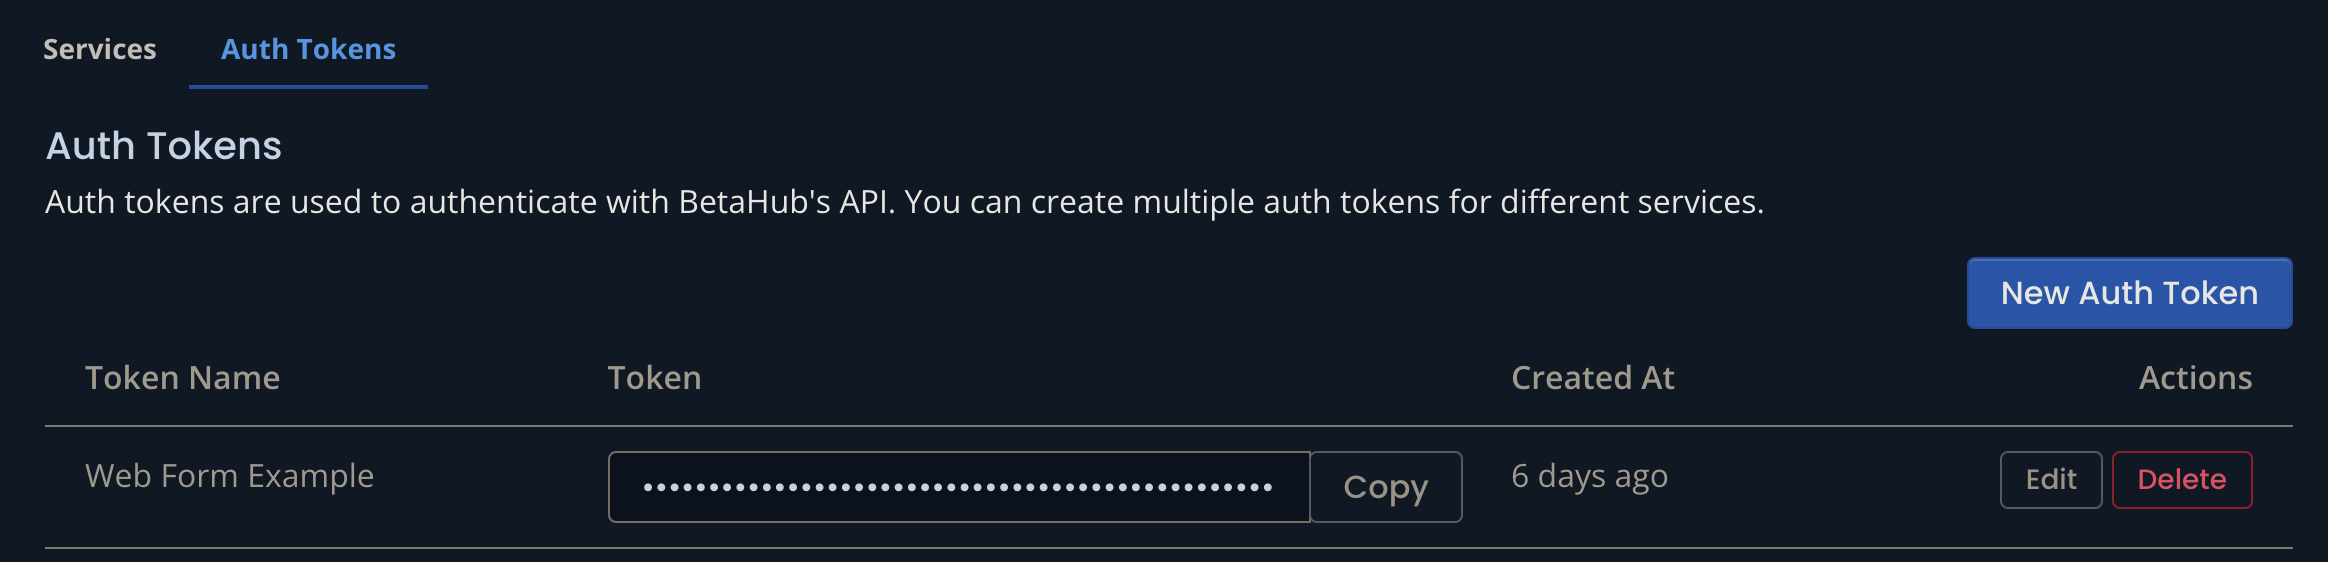 Services Auth Tokens
Auth Tokens
Auth tokens are used to authenticate with BetaHub's API. You can create multiple auth tokens for different services.
New Auth Token
Token Name Token Created At Actions
Web Form Example •••••••••••••••••••••••••••••••••••••••••••••••• Copy 6 days ago Edit Delete